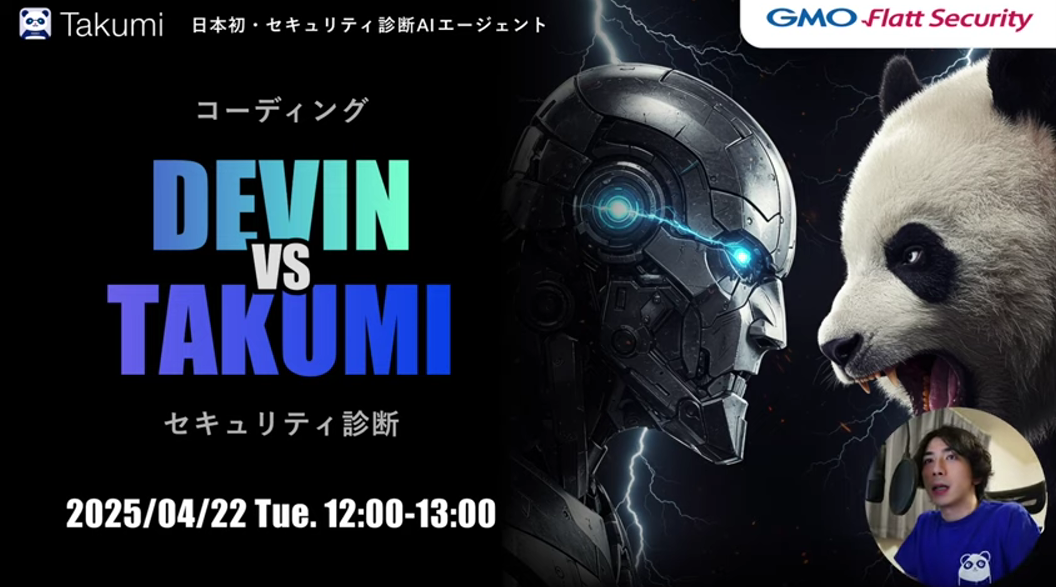 Takumi 日本初・セキュリティ診断AIエージェント
GMO Flatt Security
コーディング
DEVIN
VS
TAKUMI
セキュリティ診断
2025/04/22 Tue. 12:00-13:00